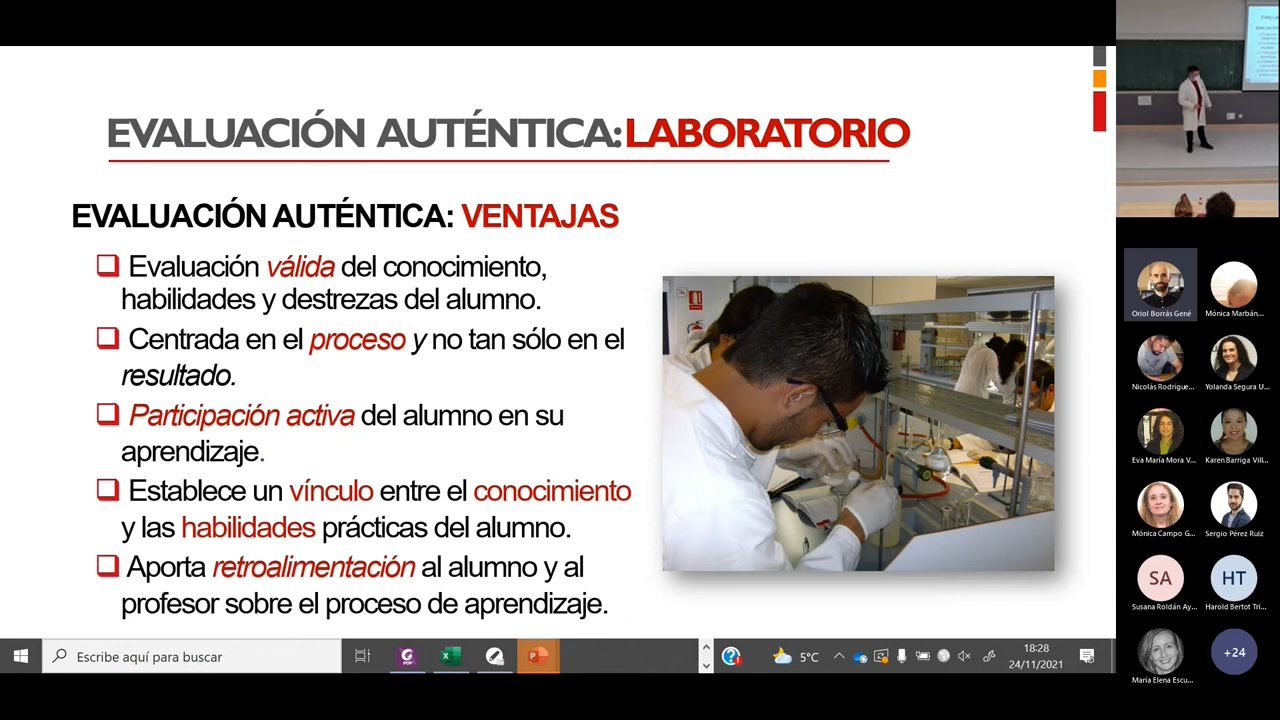 EVALUACIÓN AUTÉNTICA:LABORATORIO
EVALUACIÓN AUTÉNTICA: VENTAJAS
Evaluación válida del conocimiento,
habilidades y destrezas del alumno.
Centrada en el proceso y no tan sólo en el
resultado.
Participación activa del alumno en su
aprendizaje.
Establece un vínculo entre el conocimiento
y las habilidades prácticas del alumno.
Aporta retroalimentación al alumno y al
profesor sobre el proceso de aprendizaje.
Oriol Borrás Gené
Mónica Marbán...
Nicolás Rodrígue...
Yolanda Segura U...
Eva María Mora V...
Karen Barriga Vill...
Mónica Campo G...
Sergio Pérez Ruiz
SA
HT
Susana Roldán Ay...
Harold Bertot Tri...
+24
María Elena Escu...
Escribe aquí para buscar
5°C
18:28
24/11/2021